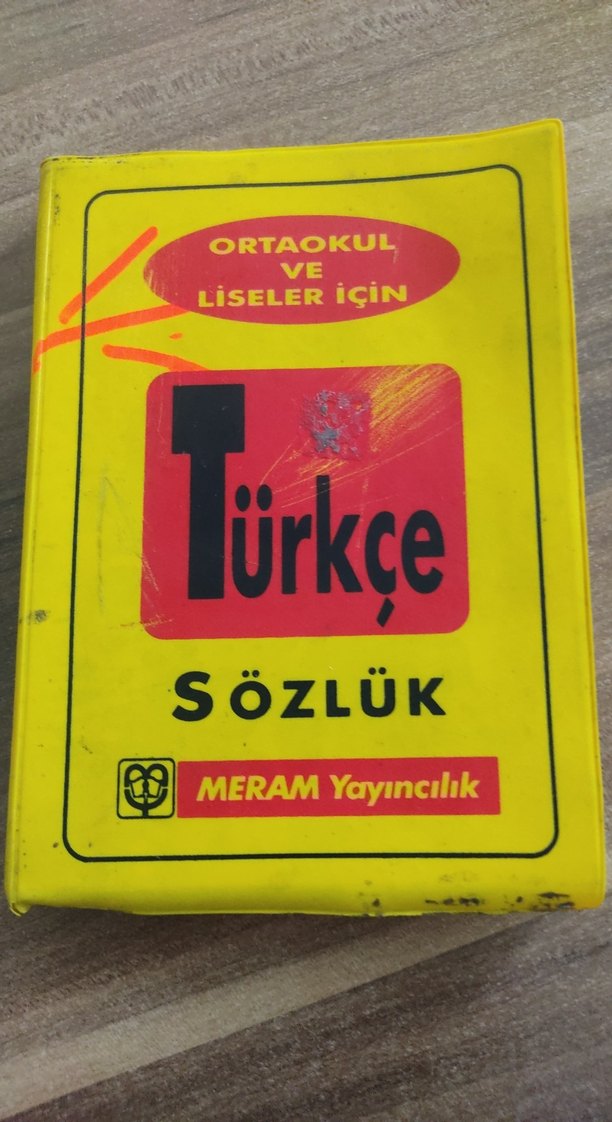 ORTAOKUL
VE
LİSELER İÇİN
Türkçe
SÖZLÜK
MERAM Yayıncılık